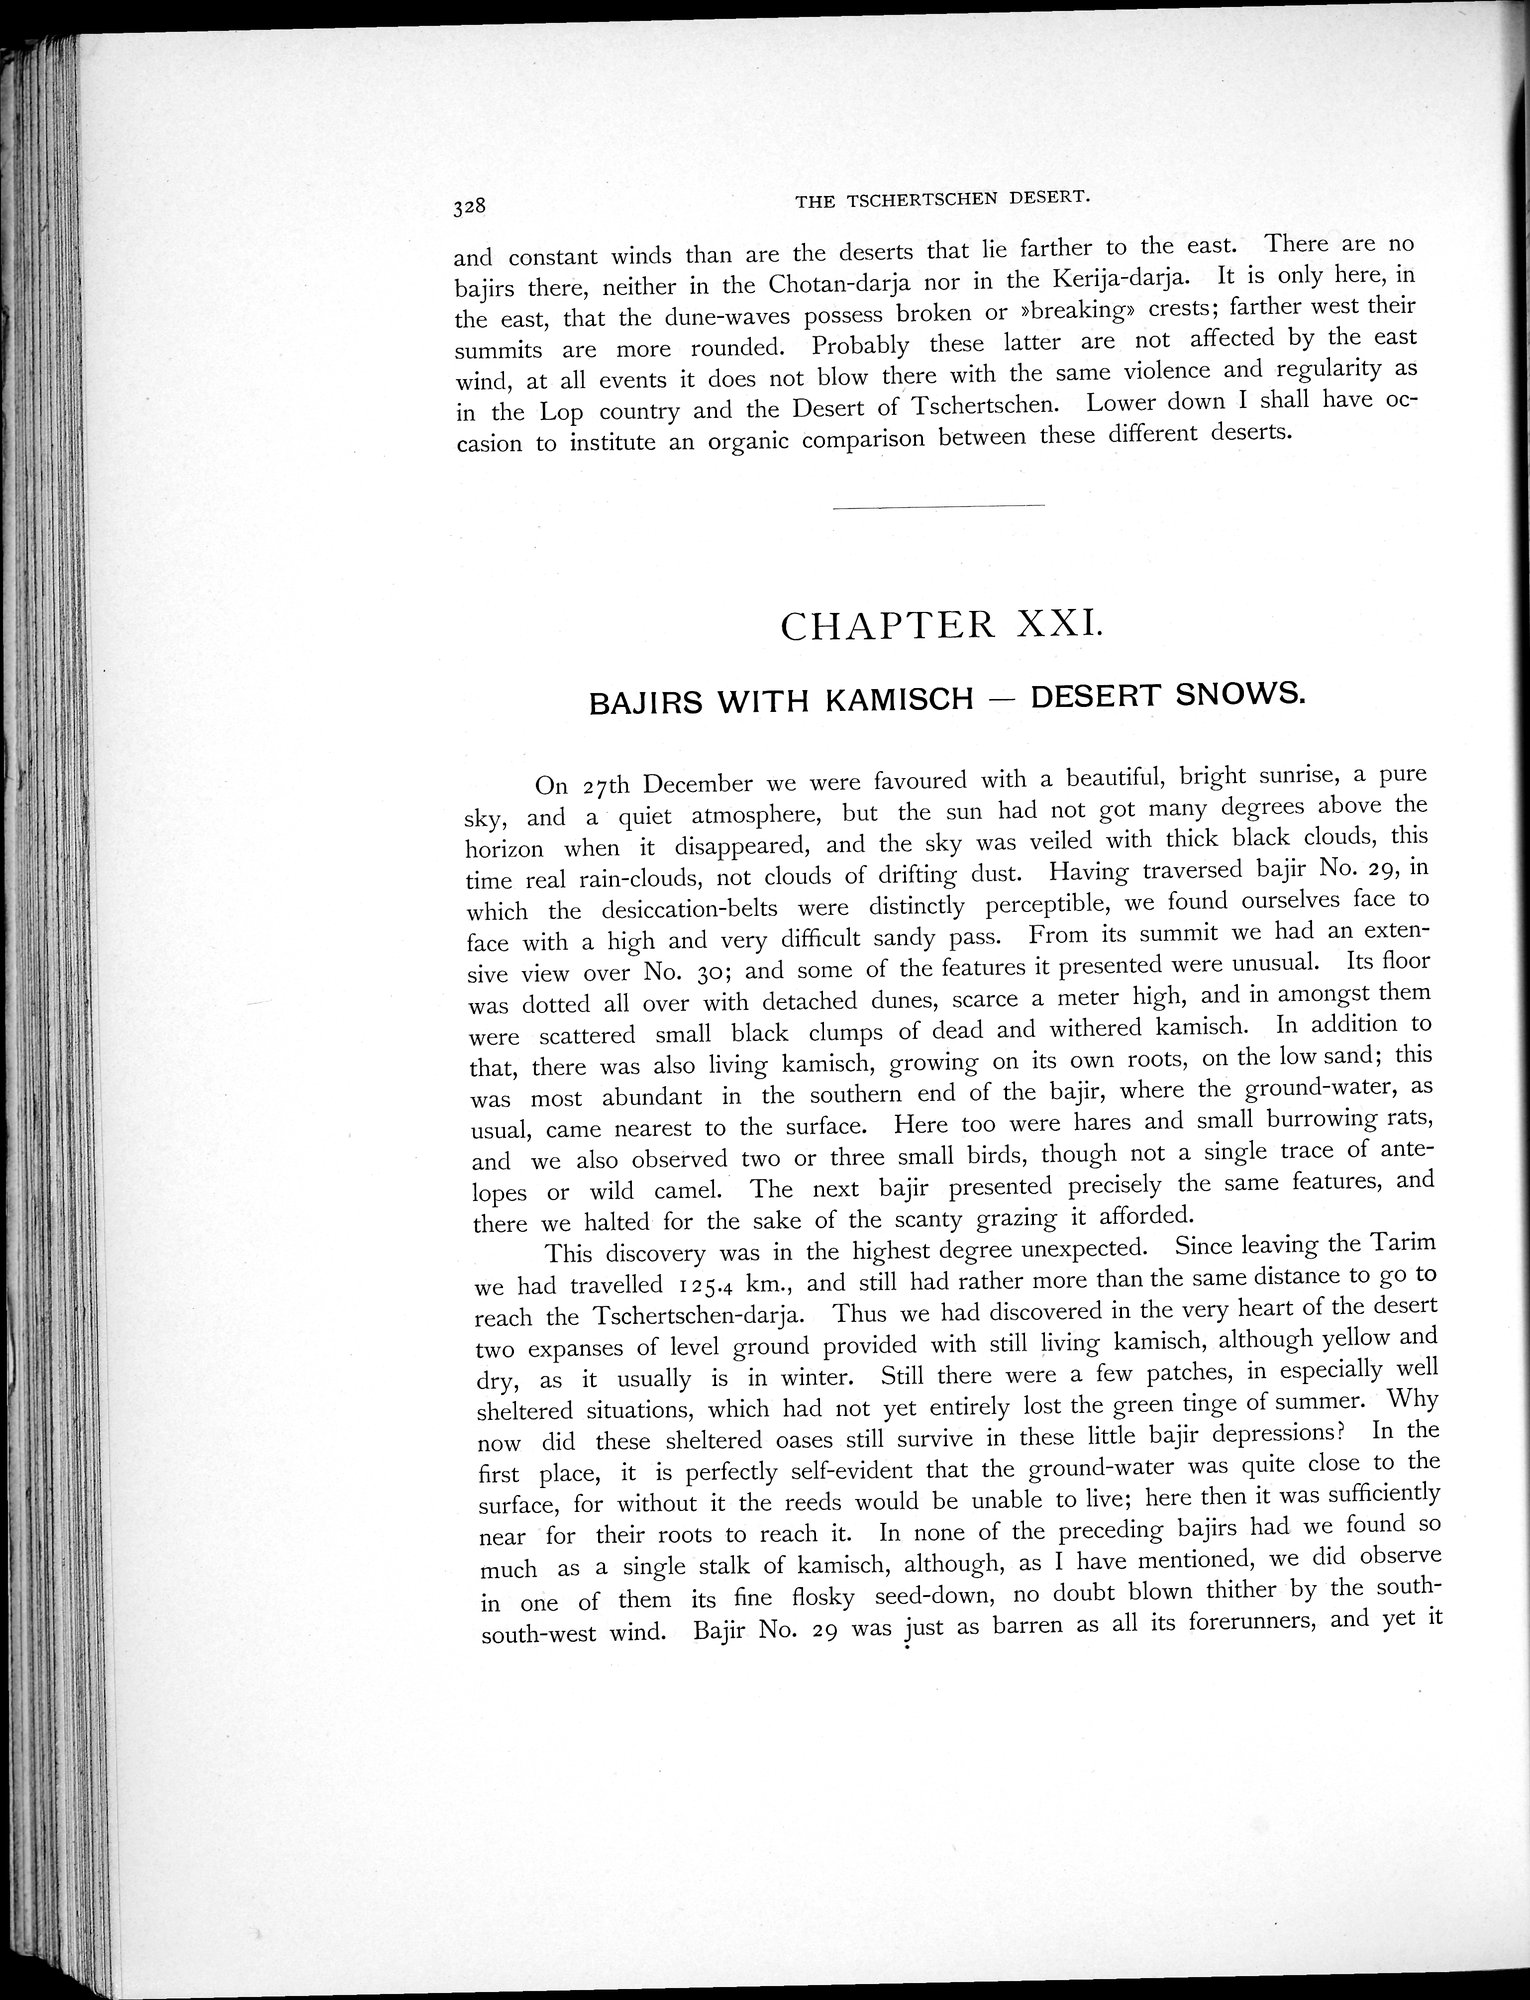 328
THE TSCHERTSCHEN DESERT.
and constant winds than are the deserts that lie farther to the east. There are no
bajirs there, neither in the Chotan-darja nor in the Kerija-darja. It is only here, in
the east, that the dune-waves possess broken or »breaking» crests; farther west their
summits are more rounded. Probably these latter are not affected by the east
wind, at all events it does not blow there with the same violence and regularity as
in the Lop country and the Desert of Tschertschen. Lower down I shall have oc-
casion to institute an organic comparison between these different deserts.
CHAPTER XXI.
BAJIRS WITH KAMISCH — DESERT SNOWS.
On 27th December we were favoured with a beautiful, bright sunrise, a pure
sky, and a quiet atmosphere, but the sun had not got many degrees above the
horizon when it disappeared, and the sky was veiled with thick black clouds, this
time real rain-clouds, not clouds of drifting dust. Having traversed bajir No. 29, in
which the desiccation-belts were distinctly perceptible, we found ourselves face to
face with a high and very difficult sandy pass. From its summit we had an exten-
sive view over No. 30; and some of the features it presented were unusual. Its floor
was dotted all over with detached dunes, scarce a meter high, and in amongst them
were scattered small black clumps of dead and withered kamisch. In addition to
that, there was also living kamisch, growing on its own roots, on the low sand; this
was most abundant in the southern end of the bajir, where the ground-water, as
usual, came nearest to the surface. Here too were hares and small burrowing rats,
and we also observed two or three small birds, though not a single trace of ante-
lopes or wild camel. The next bajir presented precisely the same features, and
there we halted for the sake of the scanty grazing it afforded.
This discovery was in the highest degree unexpected. Since leaving the Tarim
we had travelled 125.4 km., and still had rather more than the same distance to go to
reach the Tschertschen-darja. Thus we had discovered in the very heart of the desert
two expanses of level ground provided with still living kamisch, although yellow and
dry, as it usually is in winter. Still there were a few patches, in especially well
sheltered situations, which had not yet entirely lost the green tinge of summer. Why
now did these sheltered oases still survive in these little bajir depressions? In the
first place, it is perfectly self-evident that the ground-water was quite close to the
surface, for without it the reeds would be unable to live; here then it was sufficiently
near for their roots to reach it. In none of the preceding bajirs had we found so
much as a single stalk of kamisch, although, as I have mentioned, we did observe
in one of them its fine flosky seed-down, no doubt blown thither by the south-
south-west wind. Bajir No. 29 was just as barren as all its forerunners, and yet it